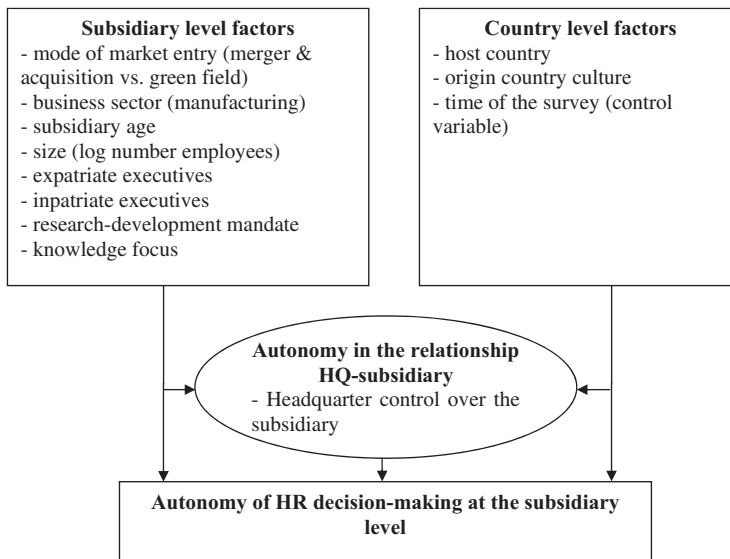 Subsidiary level factors
- mode of market entry (merger &
acquisition vs. green field)
- business sector (manufacturing)
- subsidiary age
- size (log number employees)
- expatriate executives
- inpatriate executives
- research-development mandate
- knowledge focus
Country level factors
- host country
- origin country culture
- time of the survey (control
variable)
Autonomy in the relationship
HQ-subsidiary
- Headquarter control over the
subsidiary
Autonomy of HR decision-making at the subsidiary
level